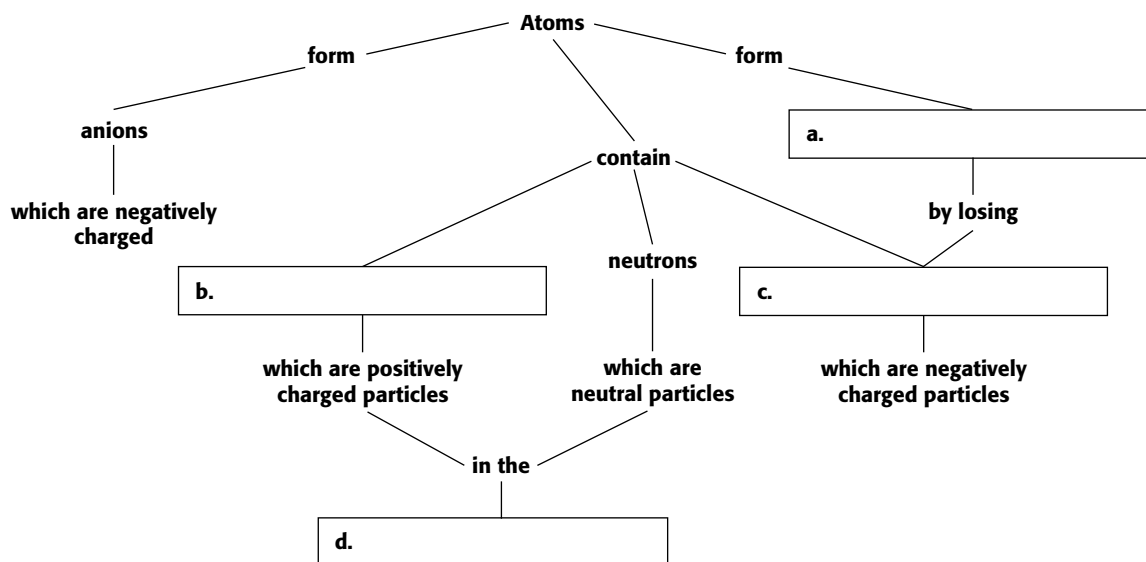 Atoms
form
form
anions
a.
contain
which are negatively
charged
by losing
neutrons
b.
c.
which are positively
charged particles
which are
neutral particles
which are negatively
charged particles
in the
d.